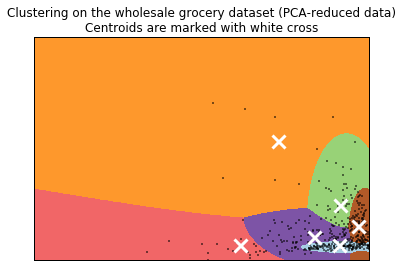 Clustering on the wholesale grocery dataset (PCA-reduced data)
Centroids are marked with white cross